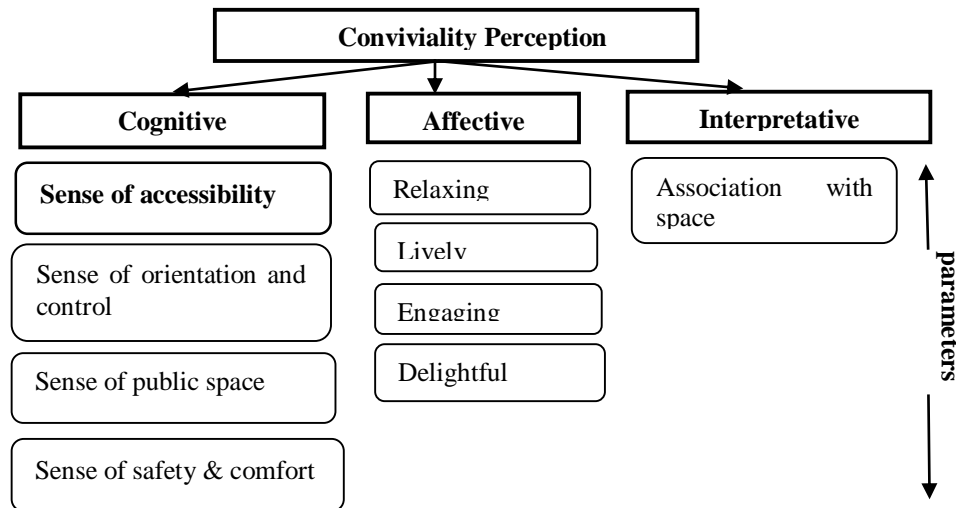 Conviviality Perception
Cognitive
Affective
Interpretative
Sense of accessibility
Sense of orientation and
control
Sense of public space
Sense of safety & comfort
Relaxing
Lively
Engaging
Delightful
Association with
space
parameters